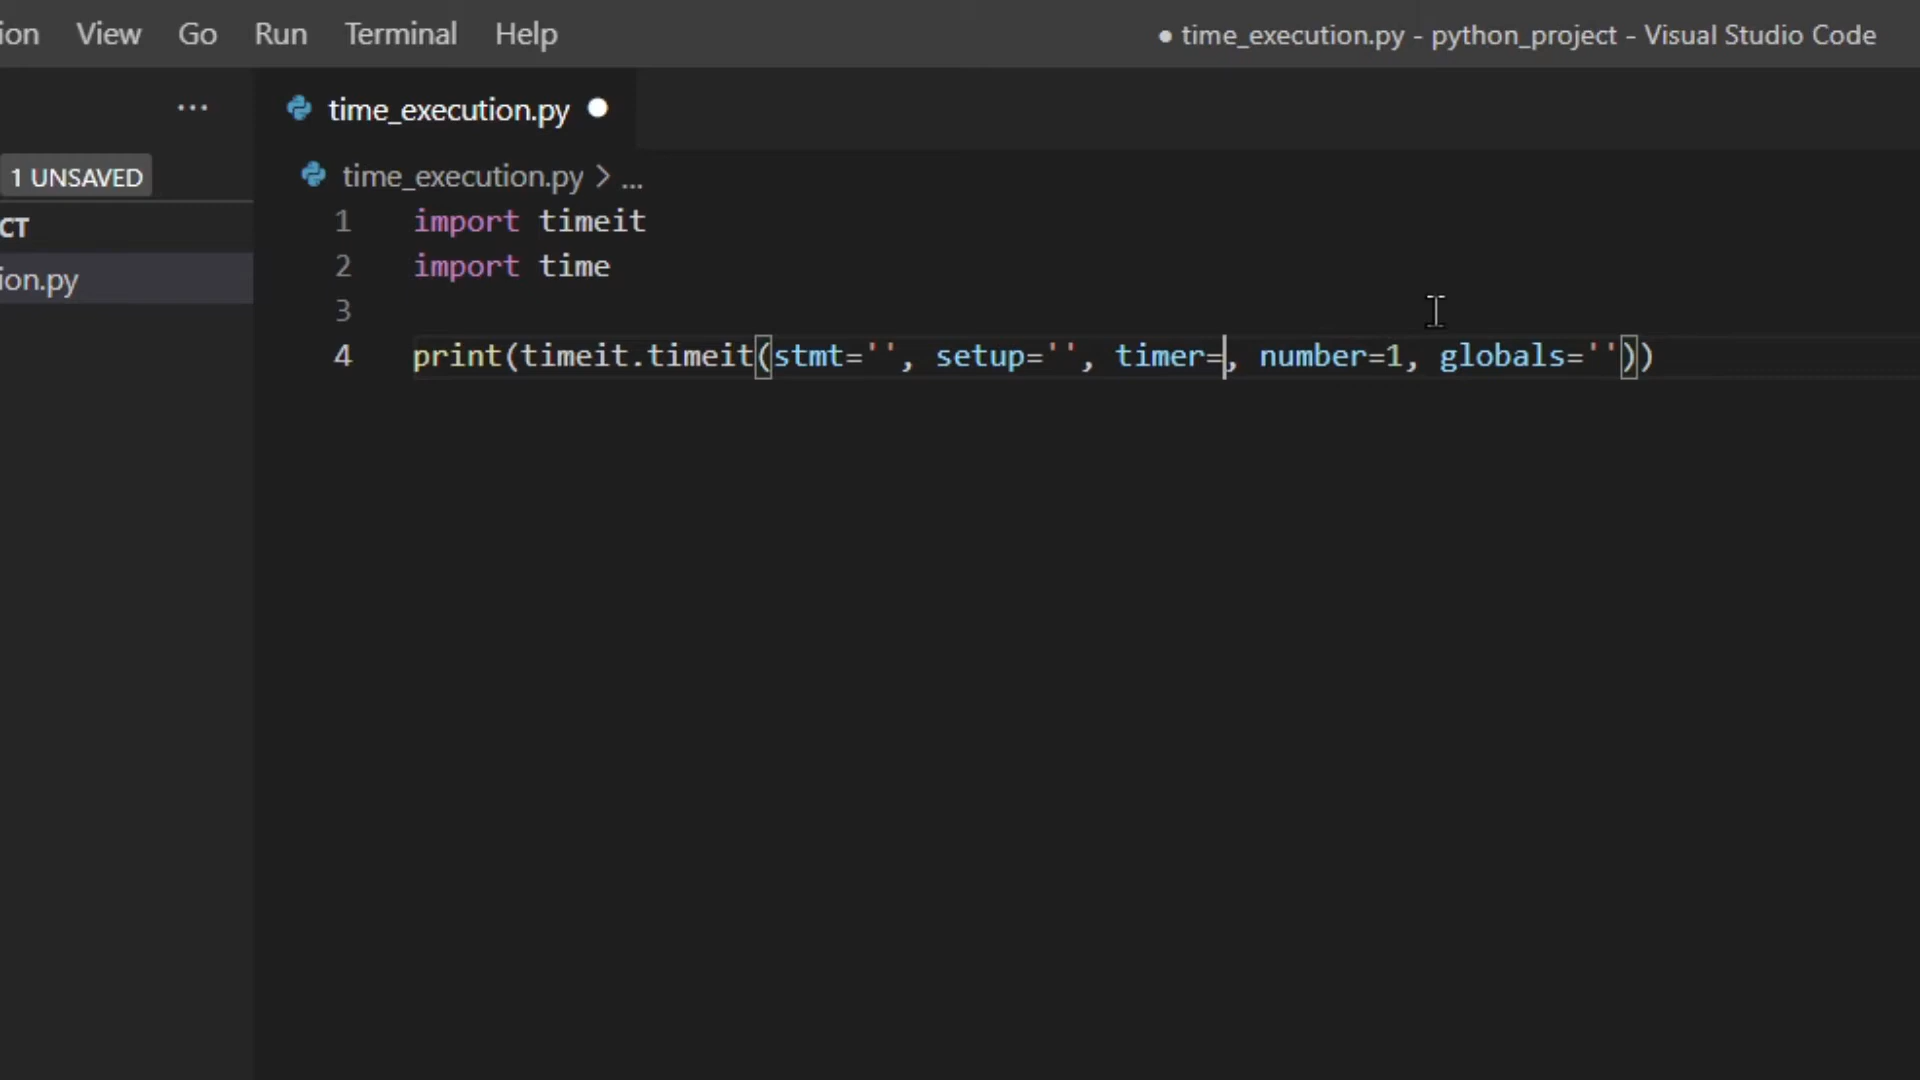 ion View Go Run Terminal Help ● time_execution.py - python_project - Visual Studio Code
... time_execution.py ●
1 UNSAVED
time_execution.py > ...
CT
ion.py
1 import timeit
2 import time
3
4 print(timeit.timeit(stmt='', setup='', timer=, number=1, globals=''))